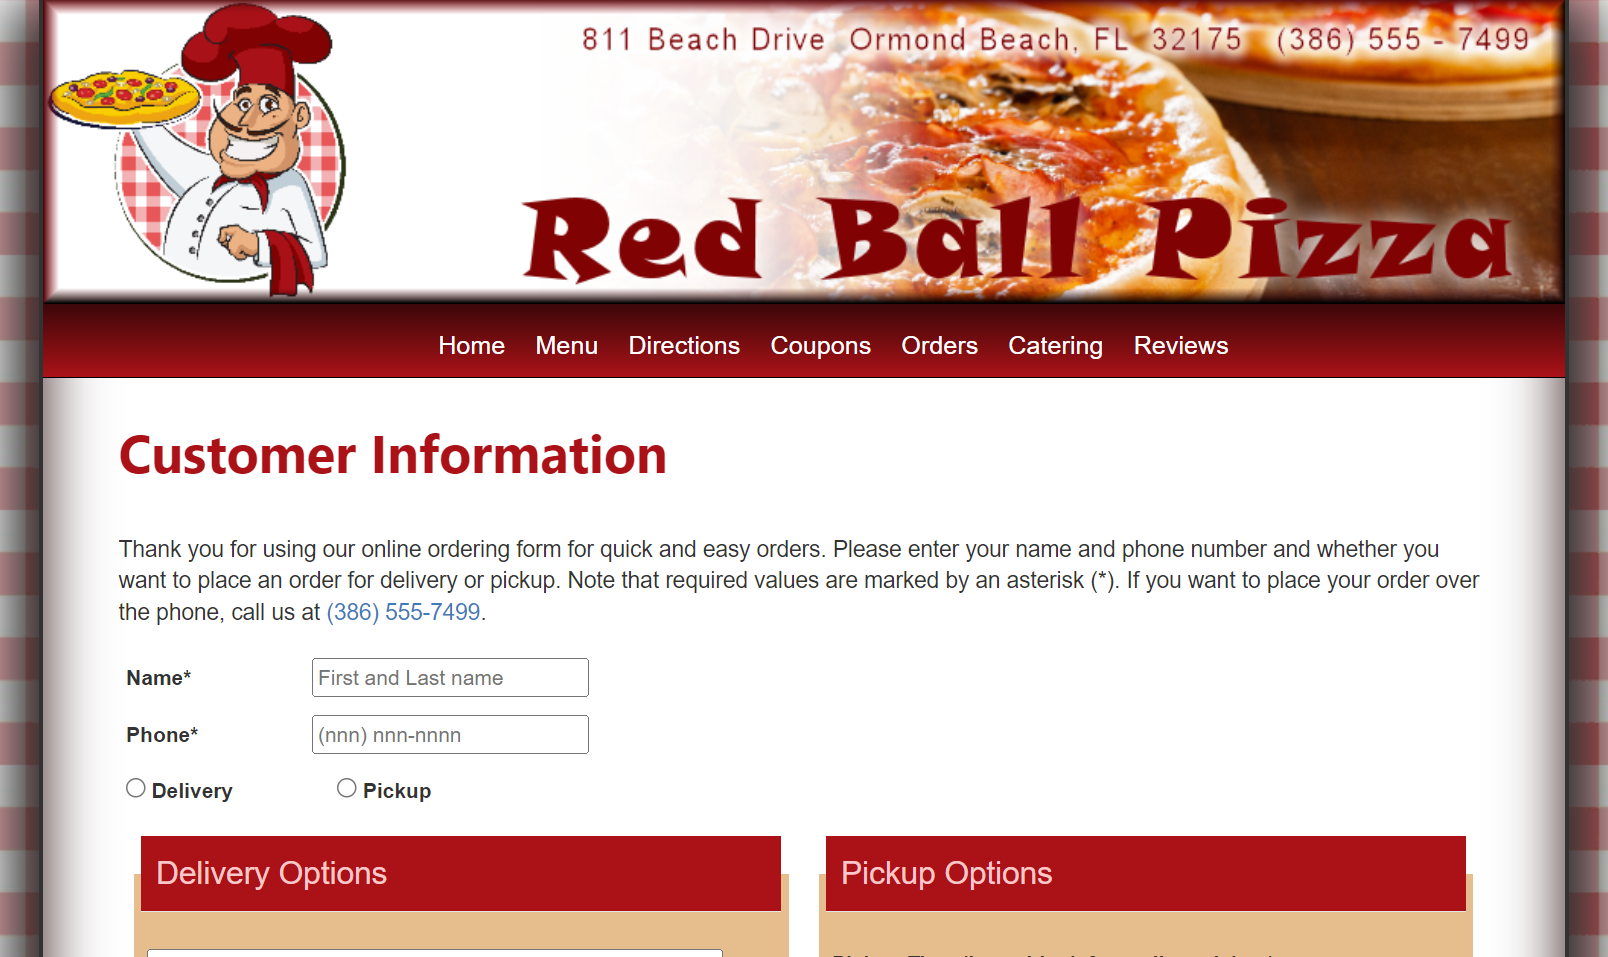 811 Beach Drive Ormond Beach, FL 32175 (386) 555 - 7499
Red Ball Pizza
Home Menu Directions Coupons Orders Catering Reviews
Customer Information
Thank you for using our online ordering form for quick and easy orders. Please enter your name and phone number and whether you
want to place an order for delivery or pickup. Note that required values are marked by an asterisk (*). If you want to place your order over
the phone, call us at (386) 555-7499.
Name* First and Last name
Phone* (nnn) nnn-nnnn
Delivery Pickup
Delivery Options Pickup Options